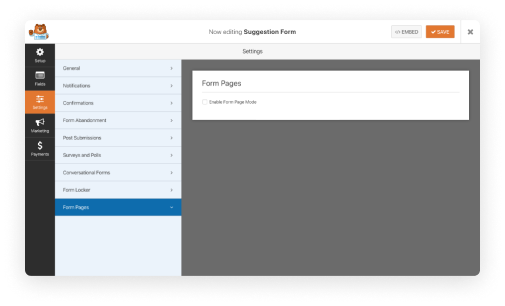 Now editing Suggestion Form
</> EMBED
SAVE
Setup
Fields
Settings
Marketing
Payments
Settings
General
Notifications
Confirmations
Form Abandonment
Post Submissions
Surveys and Polls
Conversational Forms
Form Locker
Form Pages
Form Pages
Enable Form Page Mode